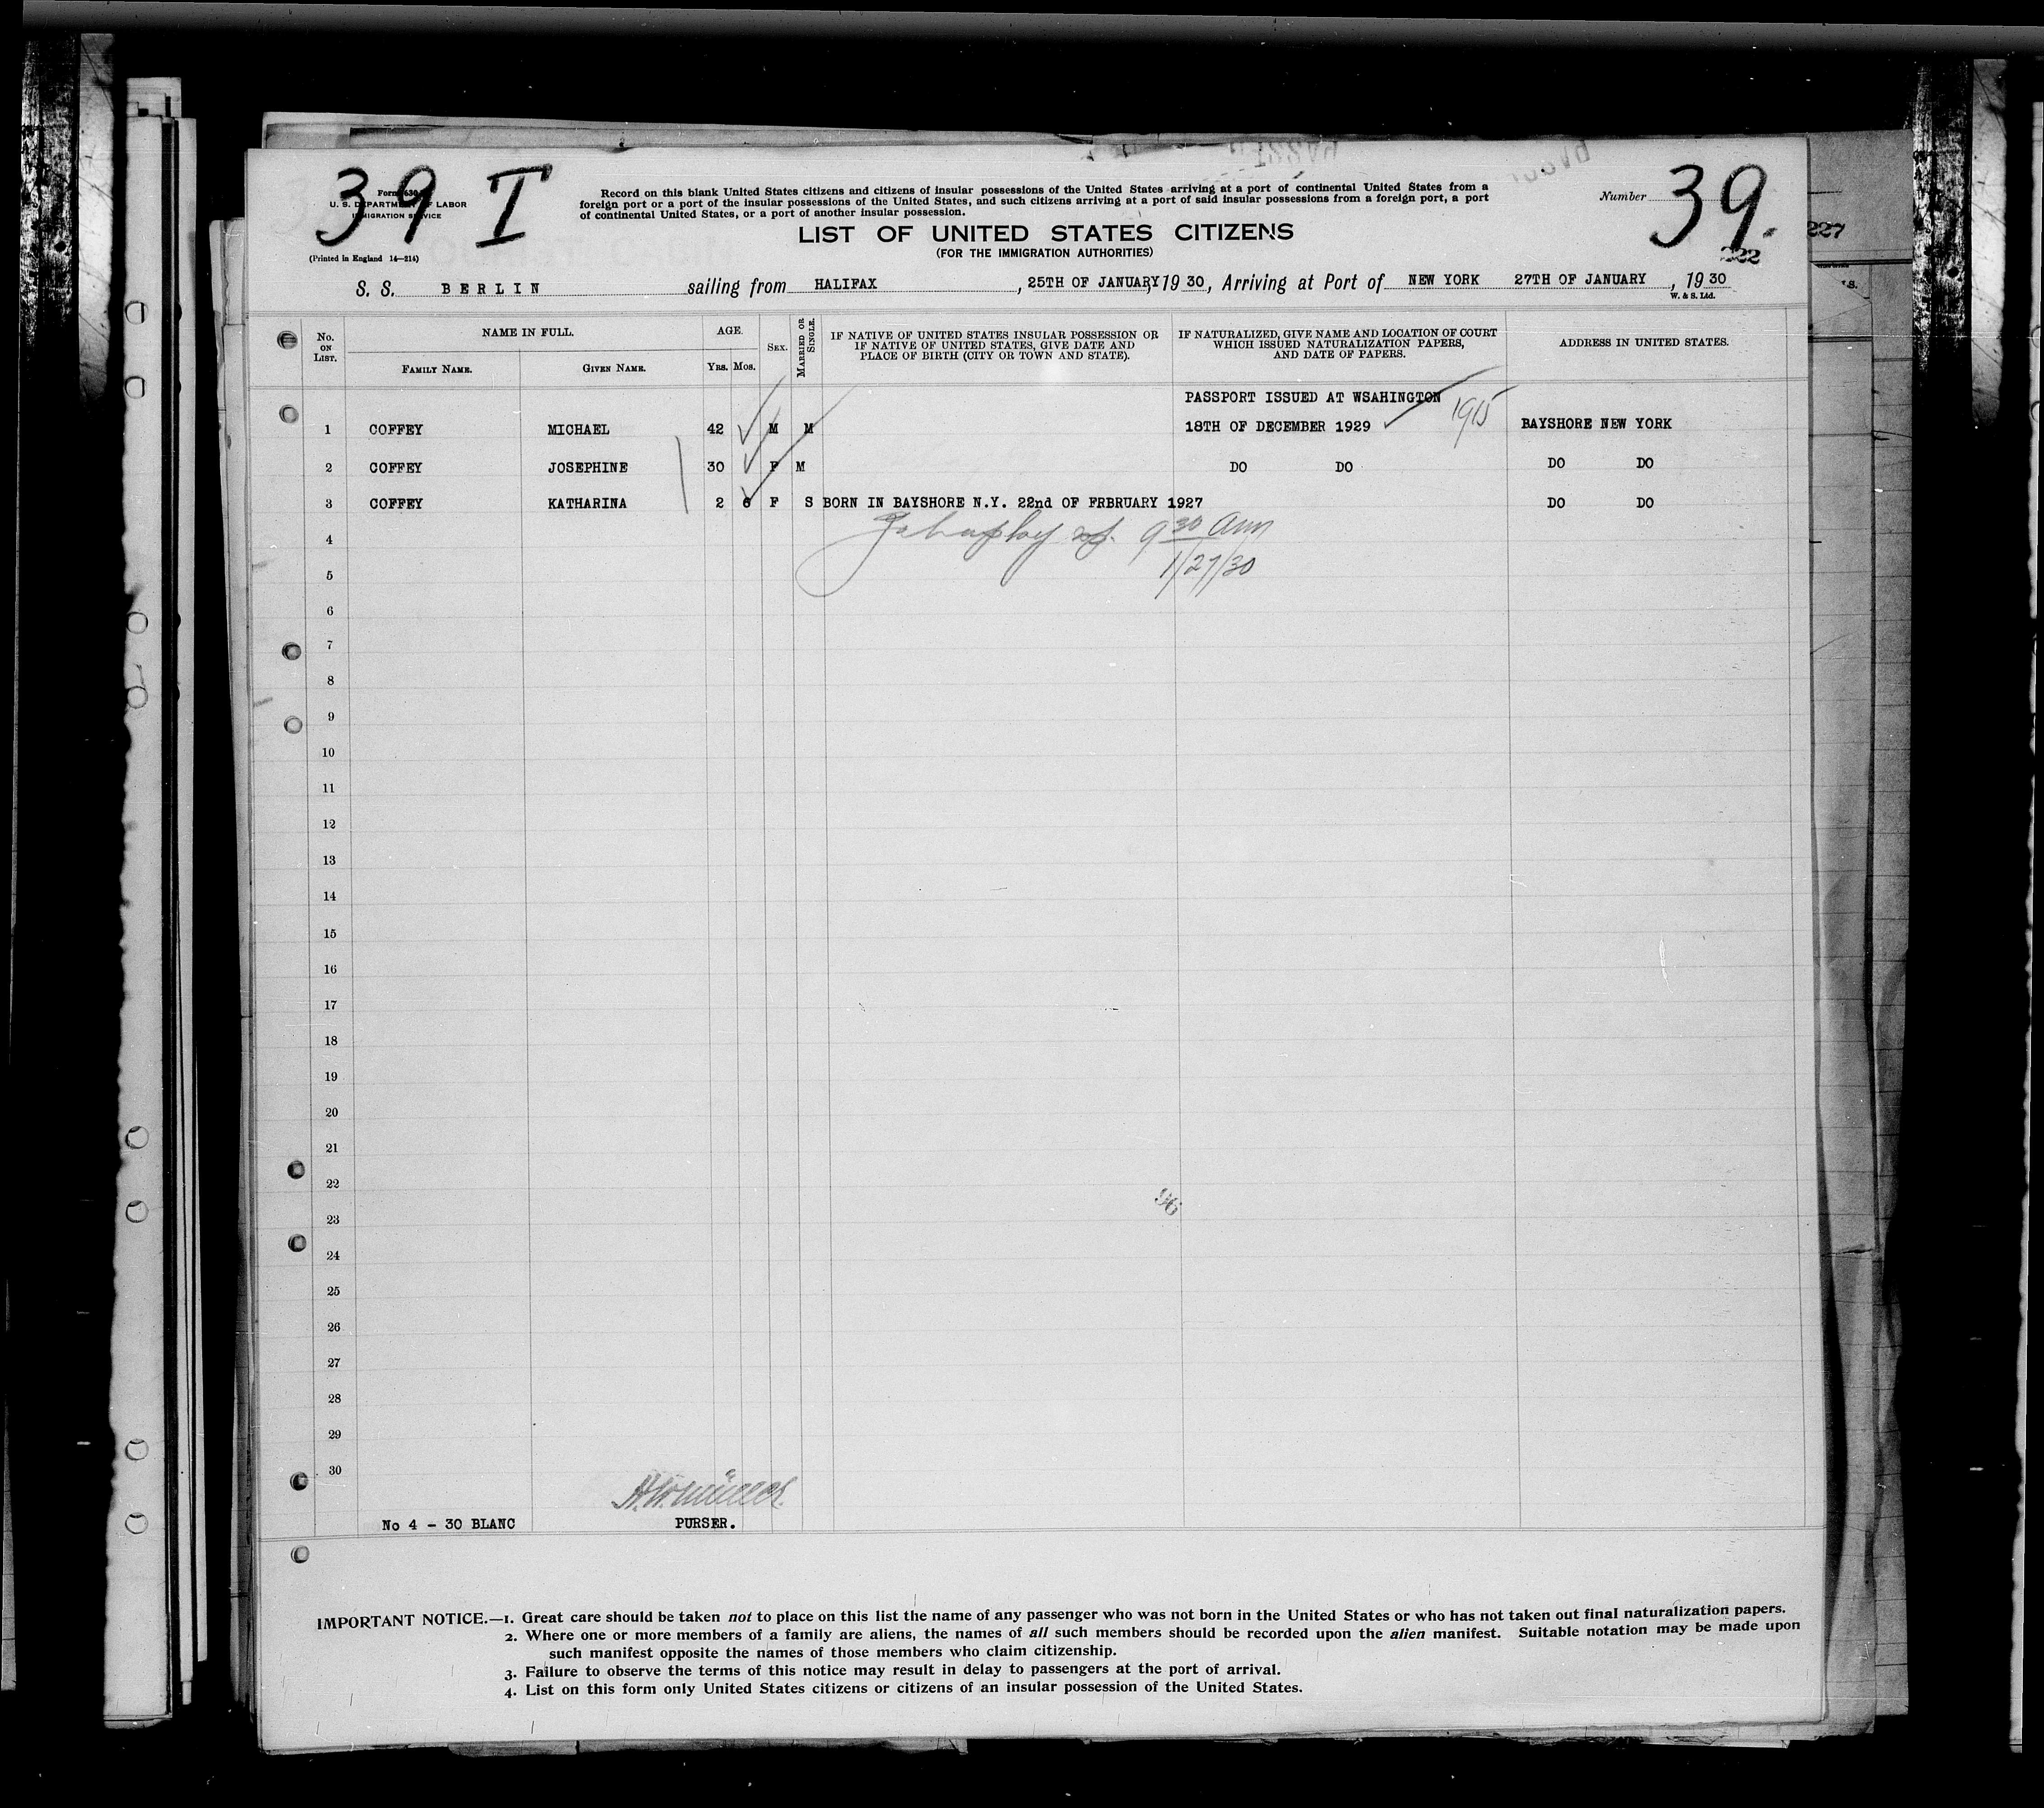 39 I
Form 630
U. S. DEPARTMENT OF LABOR
IMMIGRATION SERVICE
(Printed in England 14—214)
Record on this blank United States citizens and citizens of insular possessions of the United States arriving at a port of continental United States from a
foreign port or a port of the insular possessions of the United States, and such citizens arriving at a port of said insular possessions from a foreign port, a port
of continental United States, or a port of another insular possession.
Number 39.
222
227
LIST OF UNITED STATES CITIZENS
(FOR THE IMMIGRATION AUTHORITIES)
S. S. BERLIN sailing from HALIFAX, 25TH OF JANUARY 19 30, Arriving at Port of NEW YORK 27TH OF JANUARY, 19 30
W. & S. Ltd.
No. ON LIST.
NAME IN FULL.
FAMILY NAME. GIVEN NAME.
AGE.
YRS. MOS.
SEX.
MARRIED OR SINGLE.
IF NATIVE OF UNITED STATES INSULAR POSSESSION OR
IF NATIVE OF UNITED STATES, GIVE DATE AND
PLACE OF BIRTH (CITY OR TOWN AND STATE).
IF NATURALIZED, GIVE NAME AND LOCATION OF COURT
WHICH ISSUED NATURALIZATION PAPERS,
AND DATE OF PAPERS.
ADDRESS IN UNITED STATES.
PASSPORT ISSUED AT WSAHINGTON
1915
1 COFFEY MICHAEL 42 M M 18TH OF DECEMBER 1929 BAYSHORE NEW YORK
2 COFFEY JOSEPHINE 30 F M DO DO DO DO
3 COFFEY KATHARINA 2 6 F S BORN IN BAYSHORE N.Y. 22nd OF FRBRUARY 1927 DO DO
4 9 30 am
5 1/27/30
6
7
8
9
10
11
12
13
14
15
16
17
18
19
20
21
22
96
23
24
25
26
27
28
29
30
No 4 - 30 BLANC PURSER.
IMPORTANT NOTICE.—1. Great care should be taken not to place on this list the name of any passenger who was not born in the United States or who has not taken out final naturalization papers.
2. Where one or more members of a family are aliens, the names of all such members should be recorded upon the alien manifest. Suitable notation may be made upon
such manifest opposite the names of those members who claim citizenship.
3. Failure to observe the terms of this notice may result in delay to passengers at the port of arrival.
4. List on this form only United States citizens or citizens of an insular possession of the United States.